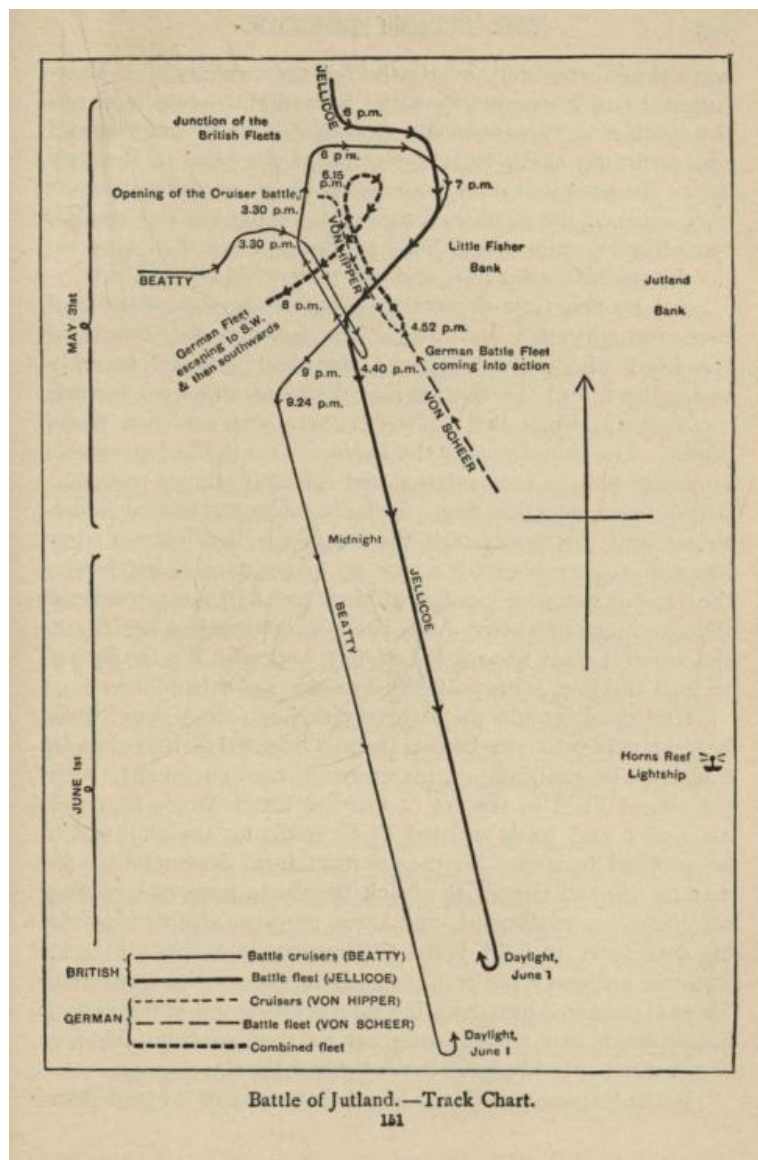 JELLICOE
6 p.m.
Junction of the
British Fleets
6 p.m.
6.15
p.m.
7 p.m.
Opening of the Cruiser battle,
3.30 p.m.
VON HIPPER
3.30 p.m.
Little Fisher
Bank
BEATTY
Jutland
Bank
8 p.m.
German Fleet
escaping to S.W.
& then southwards
4.52 p.m.
German Battle Fleet
coming into action
MAY 31st
9 p.m.
4.40 p.m.
9.24 p.m.
VON SCHEER
Midnight
BEATTY
JELLICOE
JUNE 1st
Horns Reef
Lightship
Daylight,
June 1
BRITISH
Battle cruisers (BEATTY)
Battle fleet (JELLICOE)
GERMAN
Cruisers (VON HIPPER)
Battle fleet (VON SCHEER)
Combined fleet
Daylight,
June 1
Battle of Jutland.—Track Chart.
151